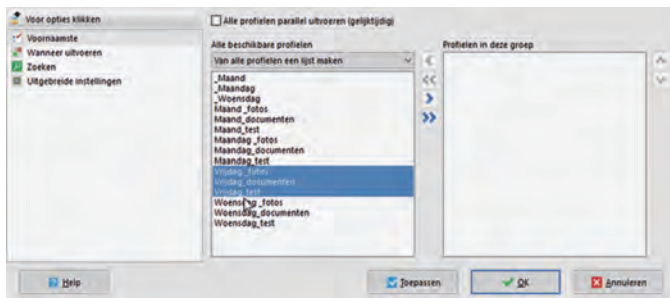 Voor opties klikken
Voornaamste
Wanneer uitvoeren
Zoeken
Uitgebreide instellingen
Alle profielen parallel uitvoeren (gelijktijdig)
Alle beschikbare profielen
Van alle profielen een lijst maken
_Maand
_Maandag
_Woensdag
Maand_fotos
Maand_documenten
Maand_test
Maandag_fotos
Maandag_documenten
Maandag_test
Vrijdag_fotos
Vrijdag_documenten
Vrijdag_test
Woensdag_fotos
Woensdag_documenten
Woensdag_test
Profielen in deze groep
Help
Toepassen
OK
Annuleren